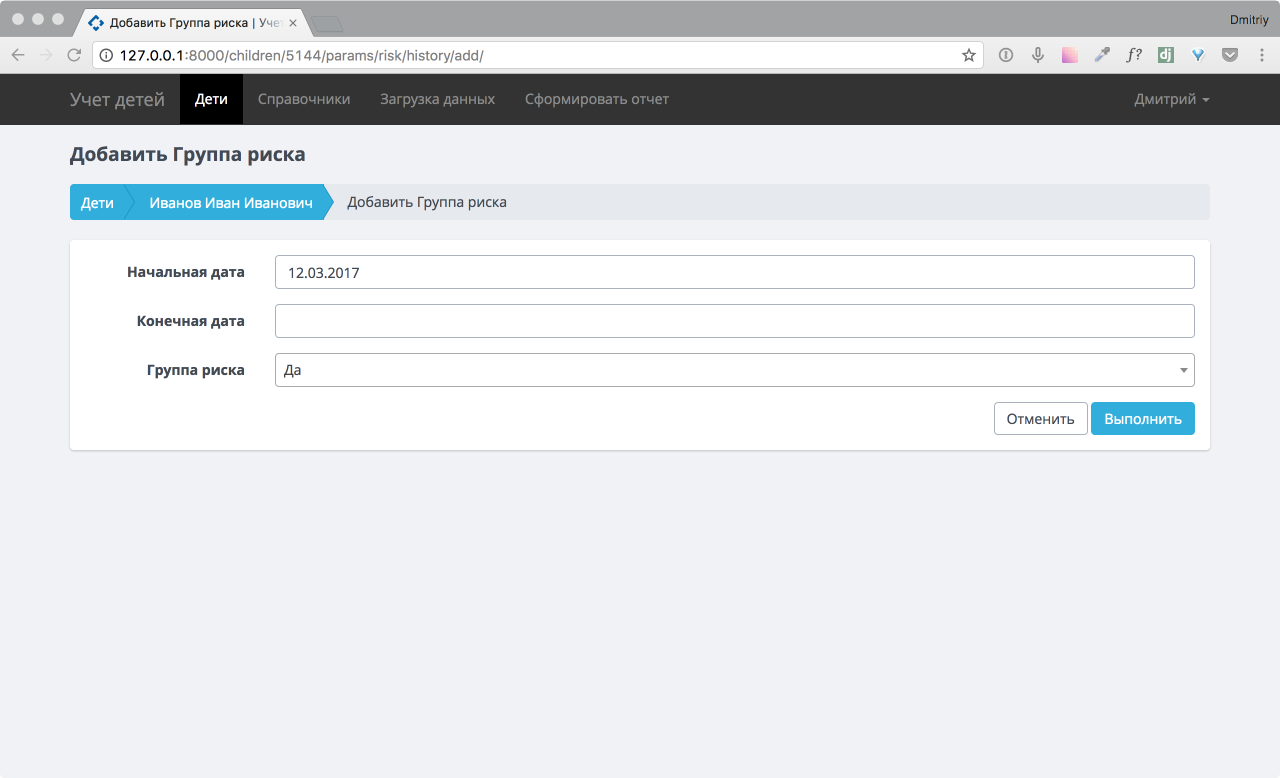 Добавить Группа риска | Учет
Dmitriy
127.0.0.1:8000/children/5144/params/risk/history/add/
f?
dj
Учет детей Дети Справочники Загрузка данных Сформировать отчет Дмитрий
Добавить Группа риска
Дети Иванов Иван Иванович Добавить Группа риска
Начальная дата 12.03.2017
Конечная дата
Группа риска Да
Отменить Выполнить